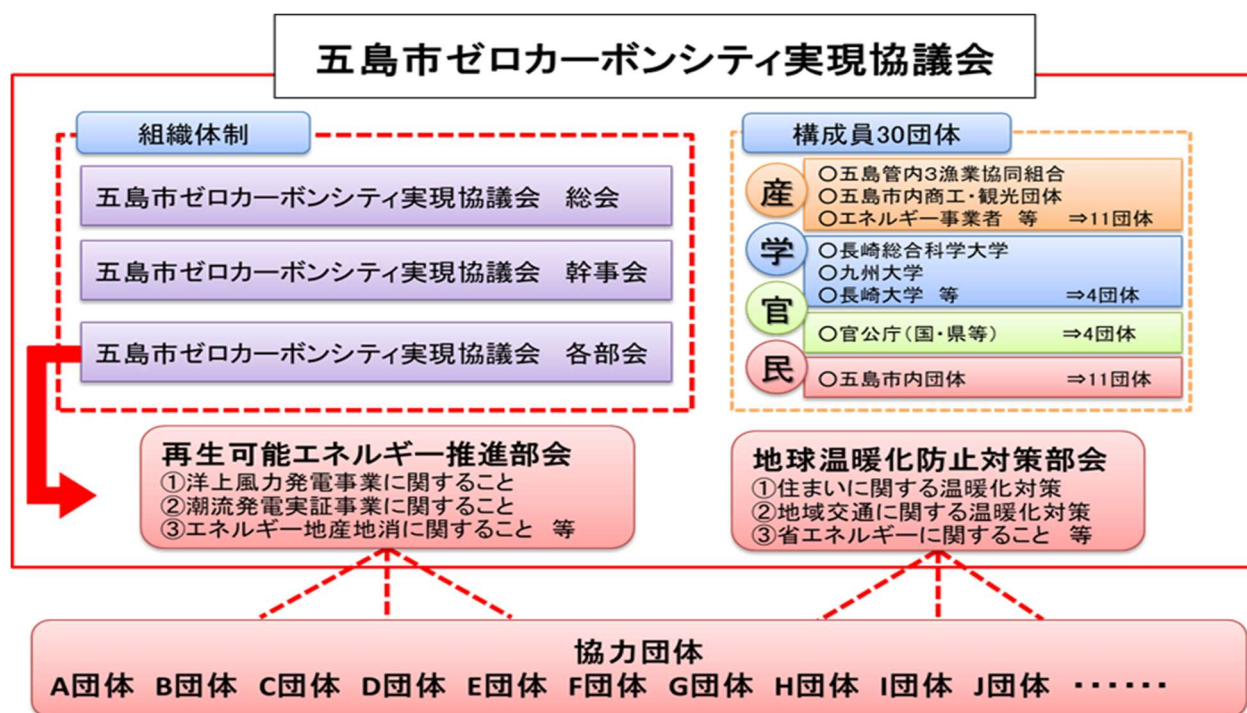 五島市ゼロカーボンシティ実現協議会
組織体制
五島市ゼロカーボンシティ実現協議会　総会
五島市ゼロカーボンシティ実現協議会　幹事会
五島市ゼロカーボンシティ実現協議会　各部会
構成員30団体
産
○五島管内3漁業協同組合
○五島市内商工・観光団体
○エネルギー事業者　等　⇒11団体
学
○長崎総合科学大学
○九州大学
○長崎大学　等　⇒4団体
官
○官公庁(国・県等)　⇒4団体
民
○五島市内団体　⇒11団体
再生可能エネルギー推進部会
①洋上風力発電事業に関すること
②潮流発電実証事業に関すること
③エネルギー地産地消に関すること　等
地球温暖化防止対策部会
①住まいに関する温暖化対策
②地域交通に関する温暖化対策
③省エネルギーに関すること　等
協力団体
A団体　B団体　C団体　D団体　E団体　F団体　G団体　H団体　I団体　J団体　・・・・・・